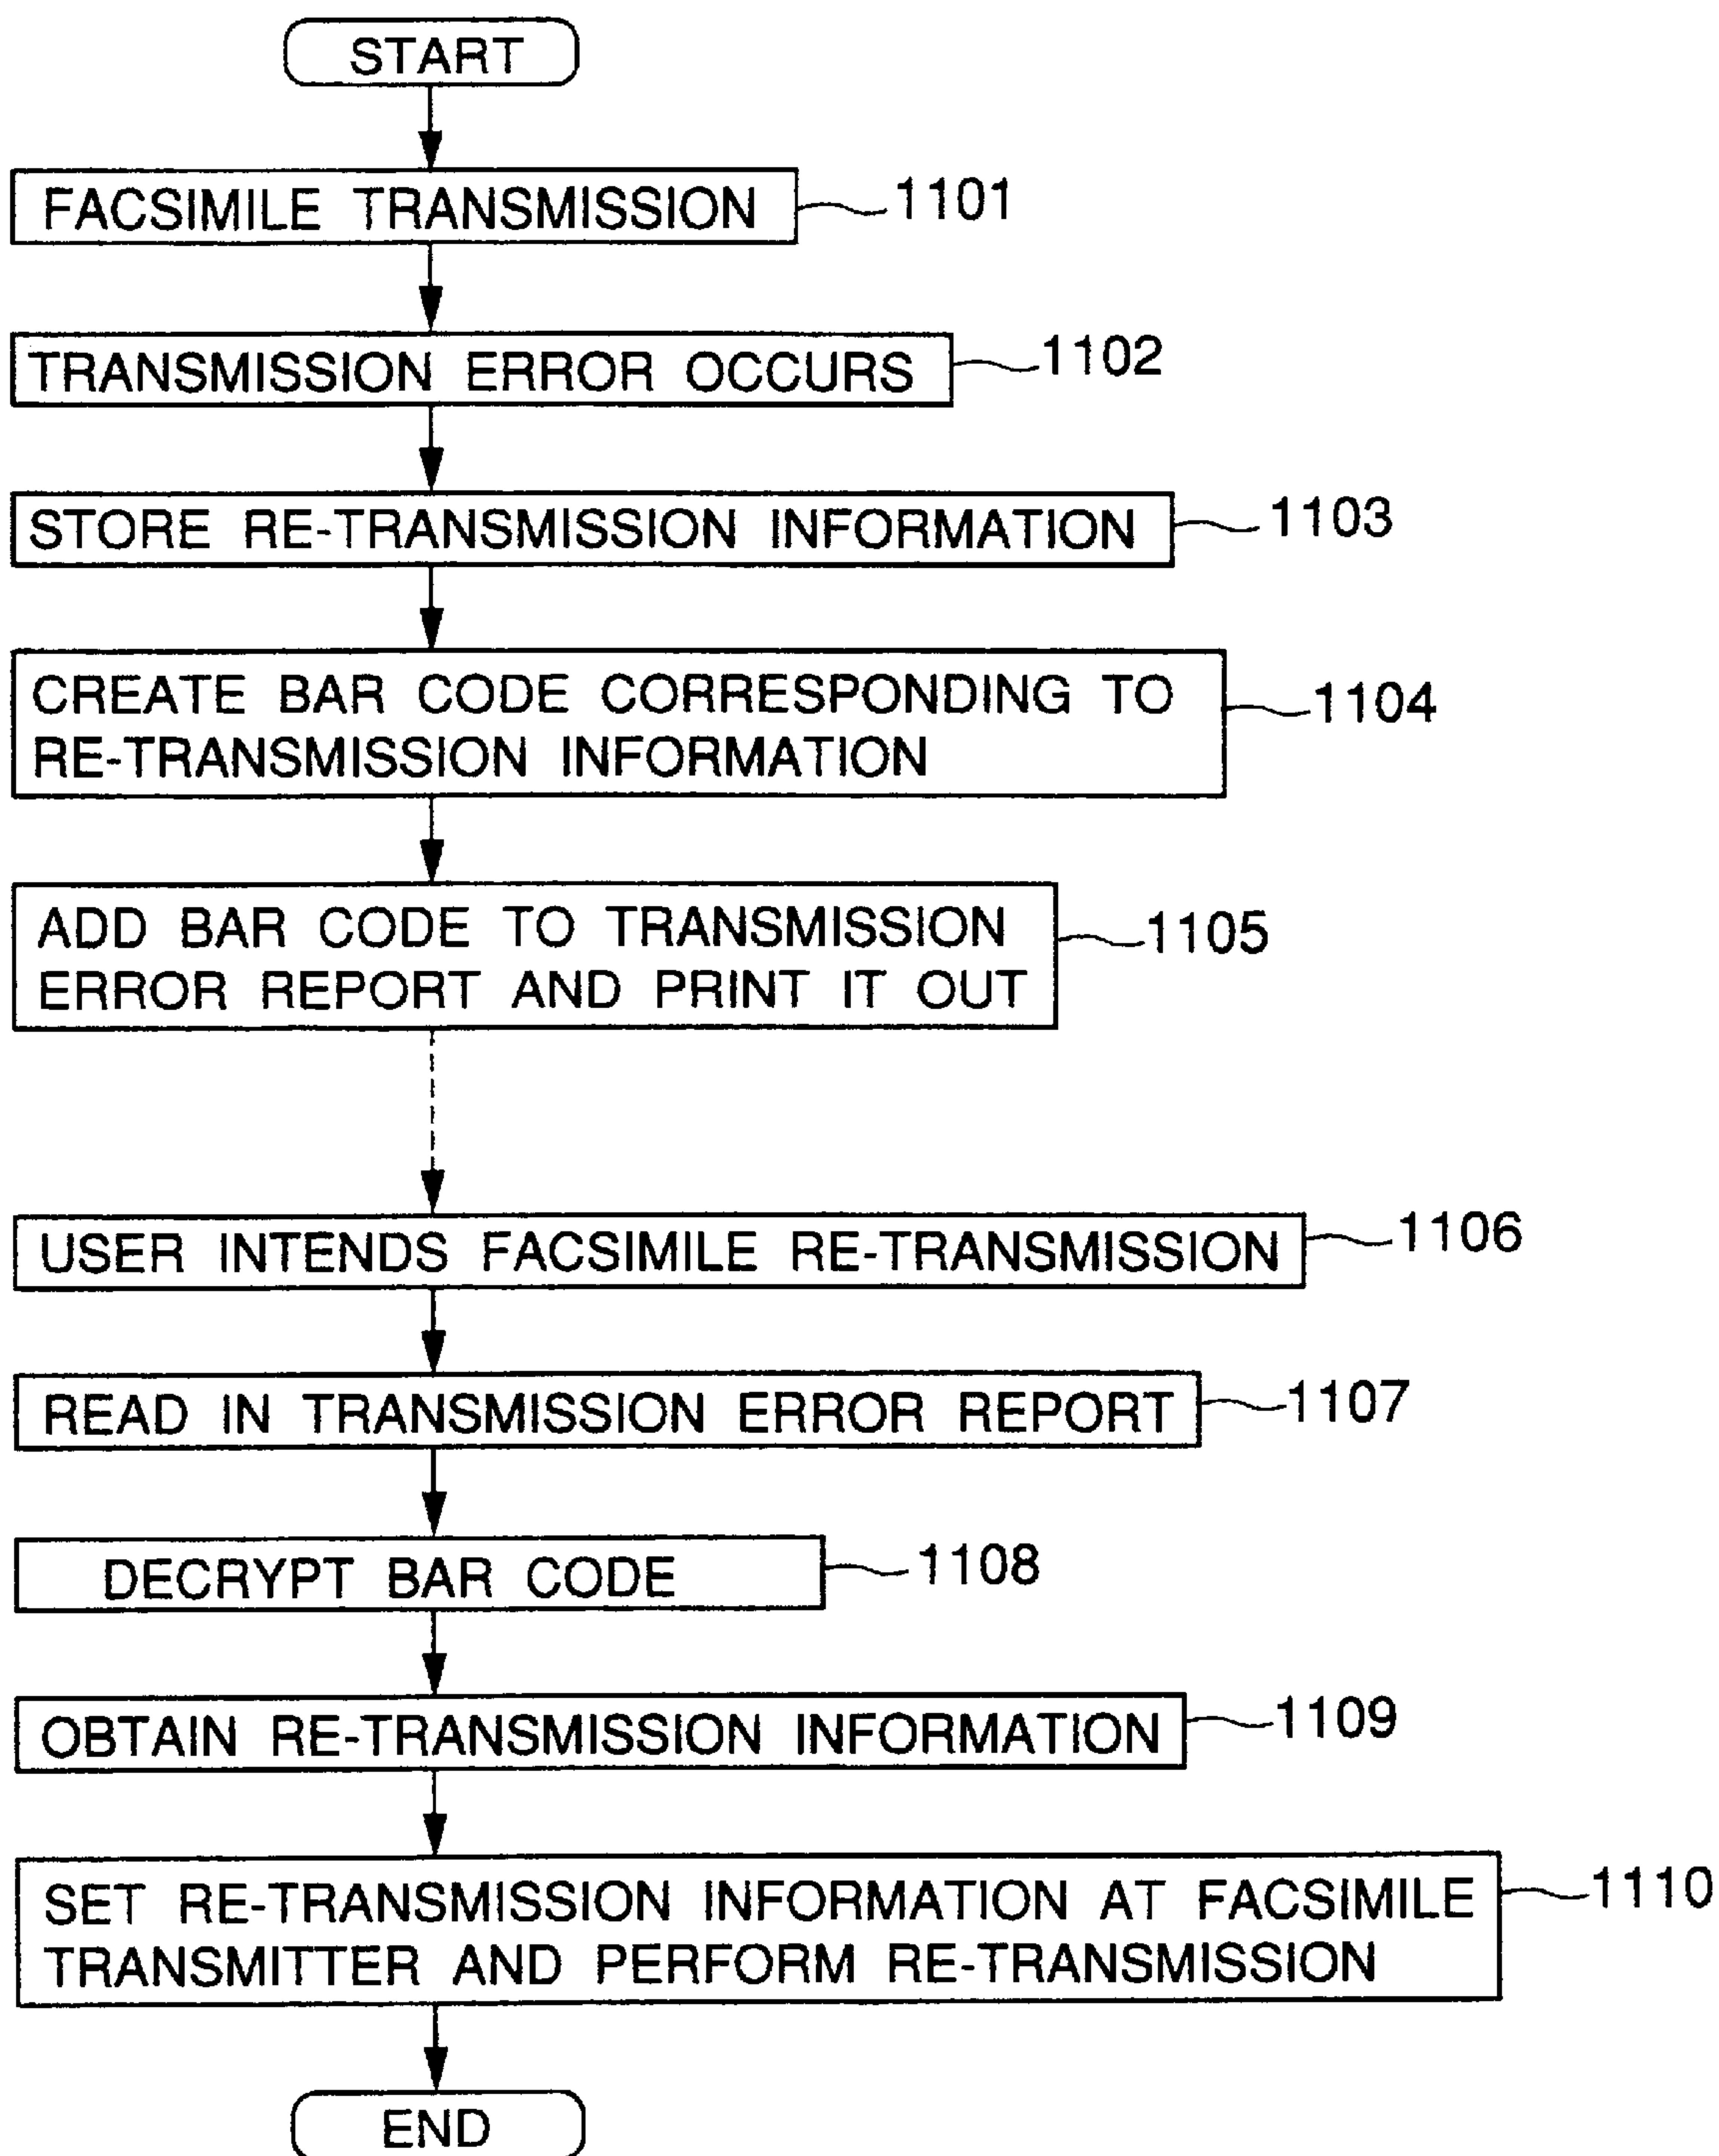 START
FACSIMILE TRANSMISSION 1101
TRANSMISSION ERROR OCCURS 1102
STORE RE-TRANSMISSION INFORMATION 1103
CREATE BAR CODE CORRESPONDING TO
RE-TRANSMISSION INFORMATION
1104
ADD BAR CODE TO TRANSMISSION
ERROR REPORT AND PRINT IT OUT
1105
USER INTENDS FACSIMILE RE-TRANSMISSION 1106
READ IN TRANSMISSION ERROR REPORT 1107
DECRYPT BAR CODE 1108
OBTAIN RE-TRANSMISSION INFORMATION 1109
SET RE-TRANSMISSION INFORMATION AT FACSIMILE
TRANSMITTER AND PERFORM RE-TRANSMISSION
1110
END